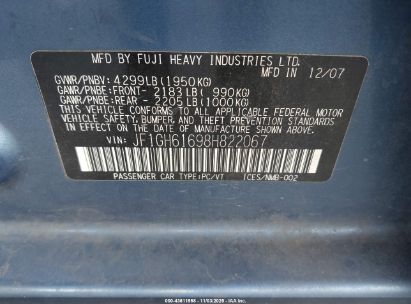 MFD BY FUJI HEAVY INDUSTRIES LTD.
GVWR/PNBV: 4299LB(1950KG) IN 12/07
GAWR/PNBE:FRONT- 2183LB( 990KG)
GAWR/PNBE:REAR - 2205LB(1000KG)
THIS VEHICLE CONFORMS TO ALL APPLICABLE FEDERAL MOTOR
VEHICLE SAFETY, BUMPER, AND THEFT PREVENTION STANDARDS
IN EFFECT ON THE DATE OF MANUFACTURE SHOWN ABOVE.
VIN: JF1GH61698H822067
PASSENGER CAR TYPE:PC/VT ICES/NMB-002